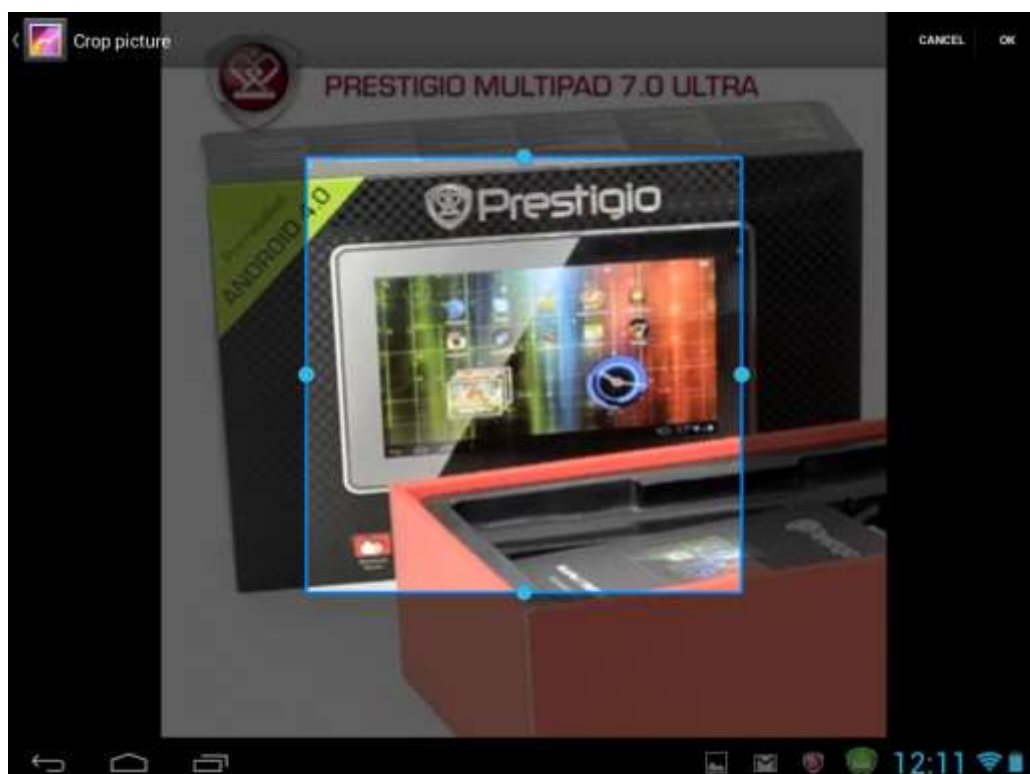 Crop picture
CANCEL OK
PRESTIGIO MULTIPAD 7.0 ULTRA
ANDROID 4.0
Prestigio
12:11